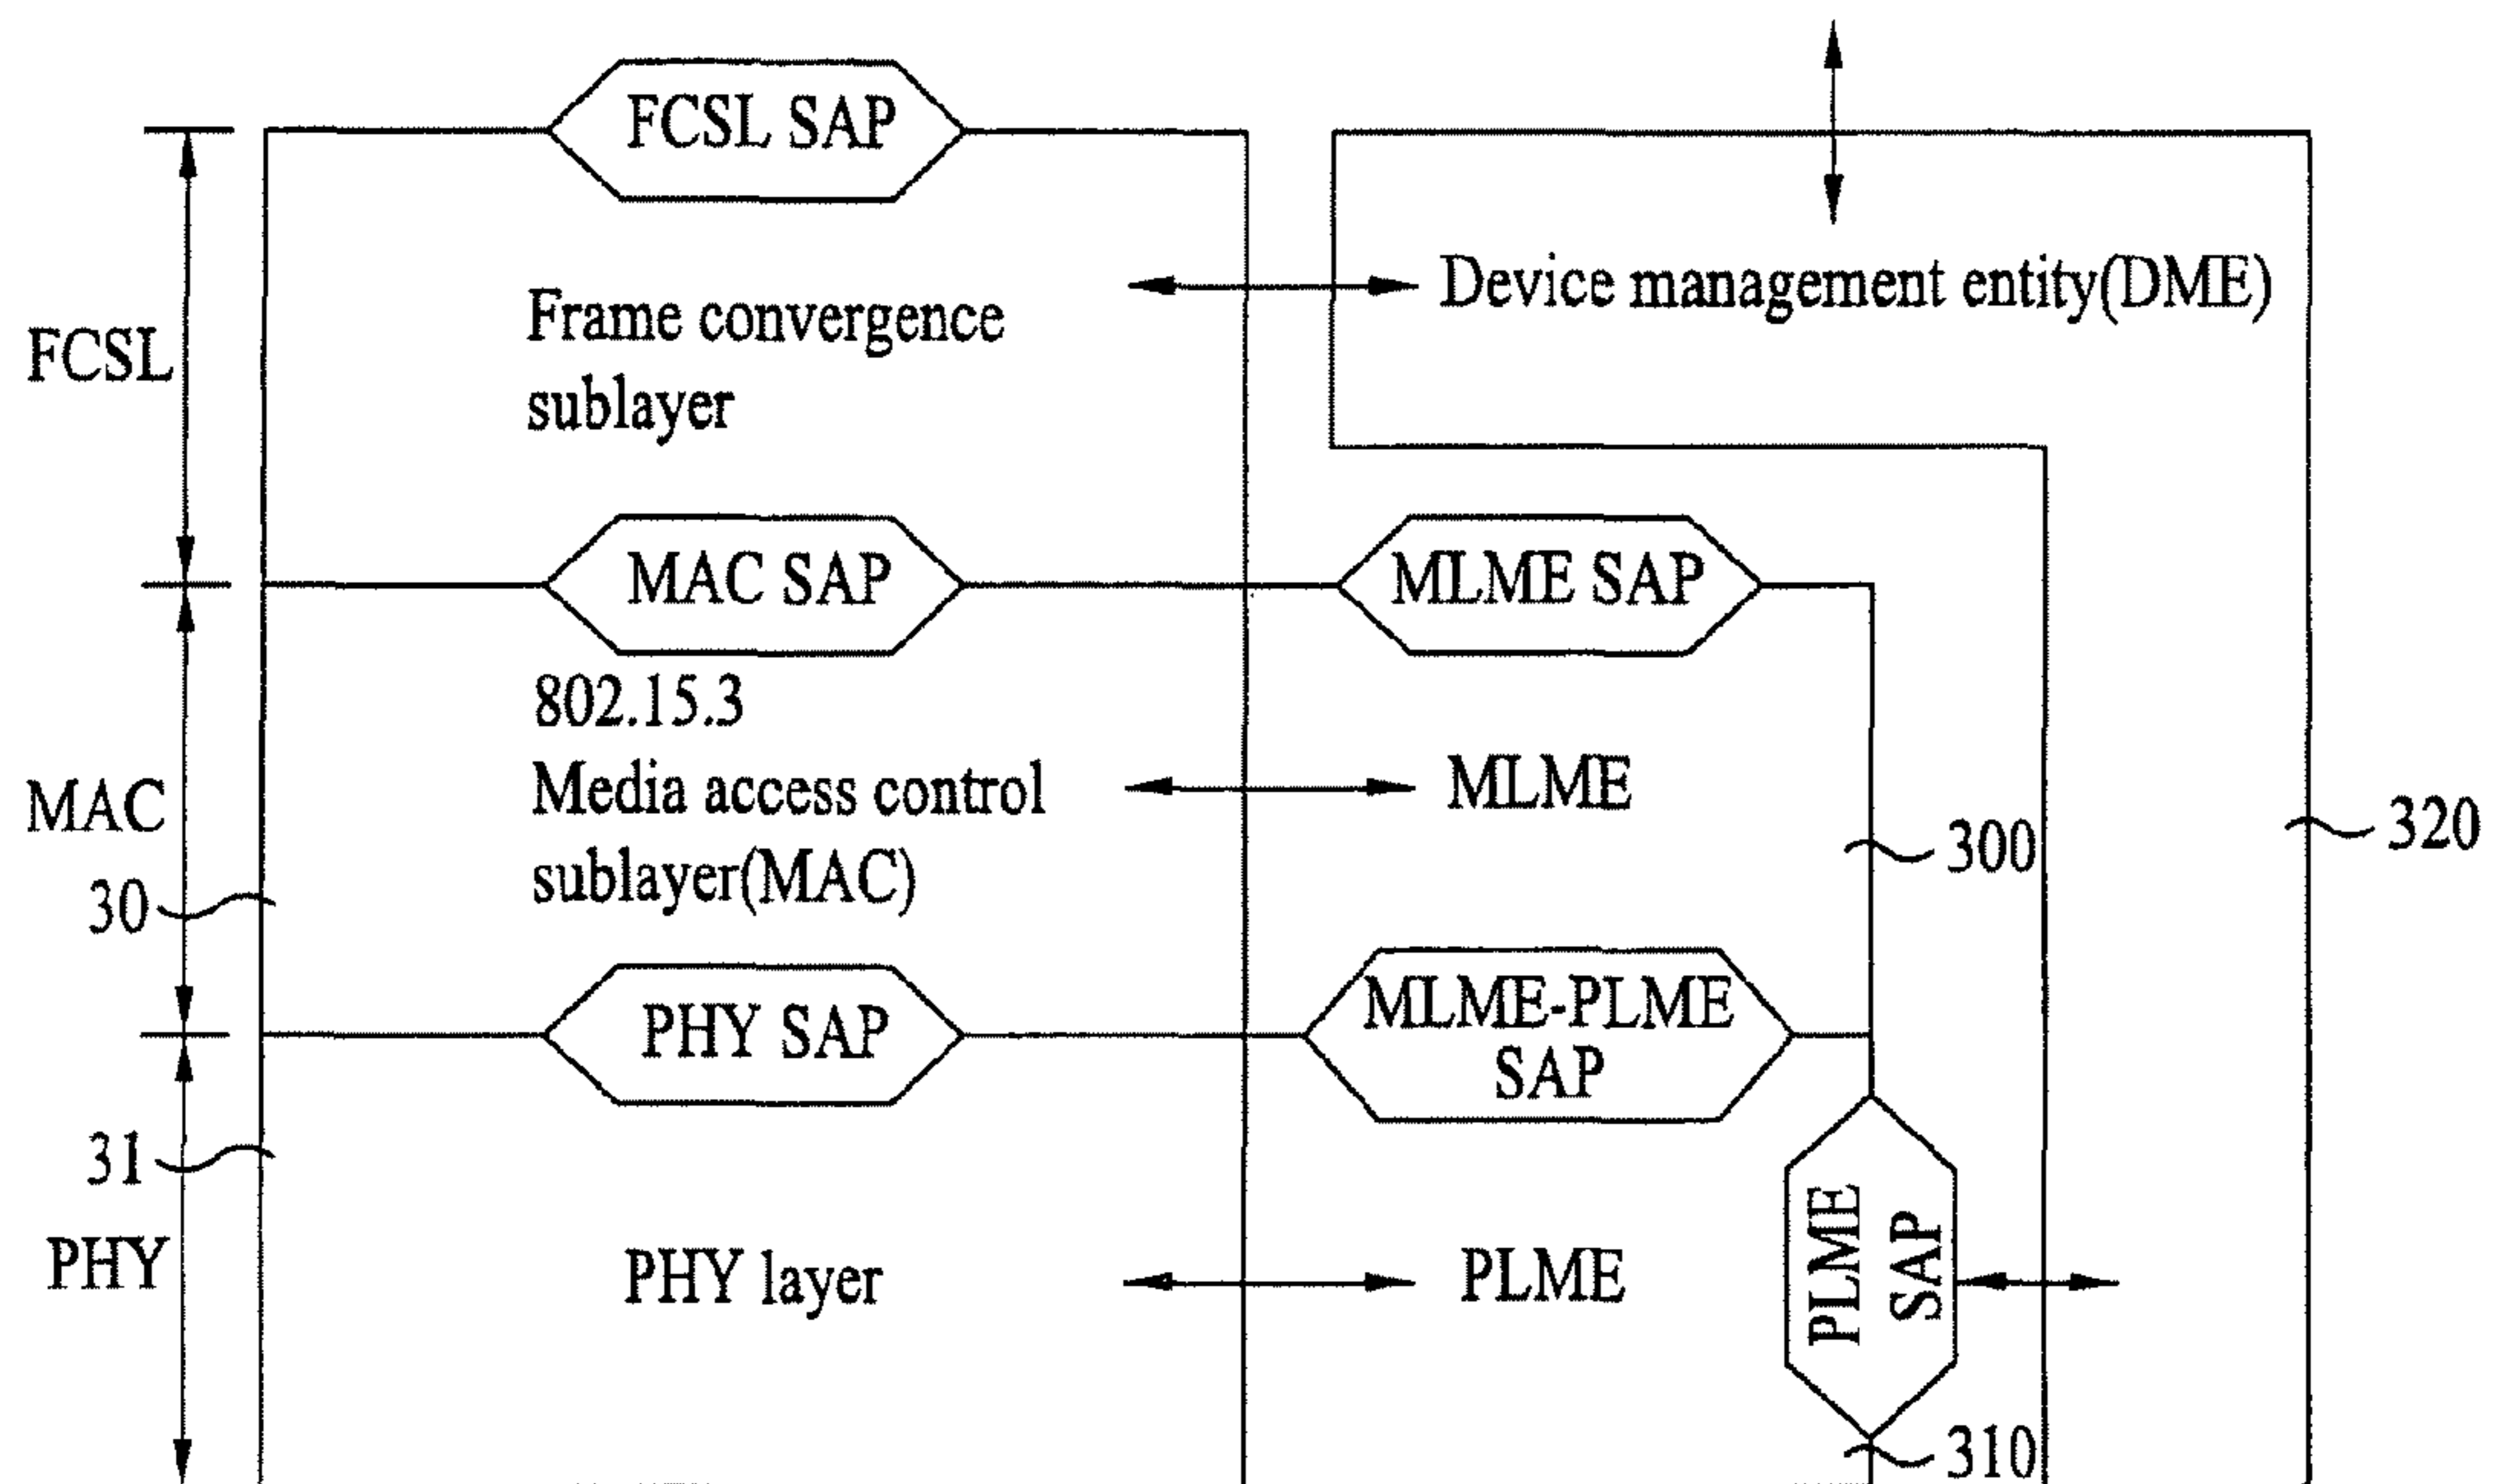 FCSL SAP
Device management entity(DME)
Frame convergence
sublayer
FCSL
MAC SAP
MLME SAP
802.15.3
Media access control
sublayer(MAC)
MLME
MAC
300
320
30
PHY SAP
MLME-PLME
SAP
31
PHY
PHY layer
PLME
PLME
SAP
310